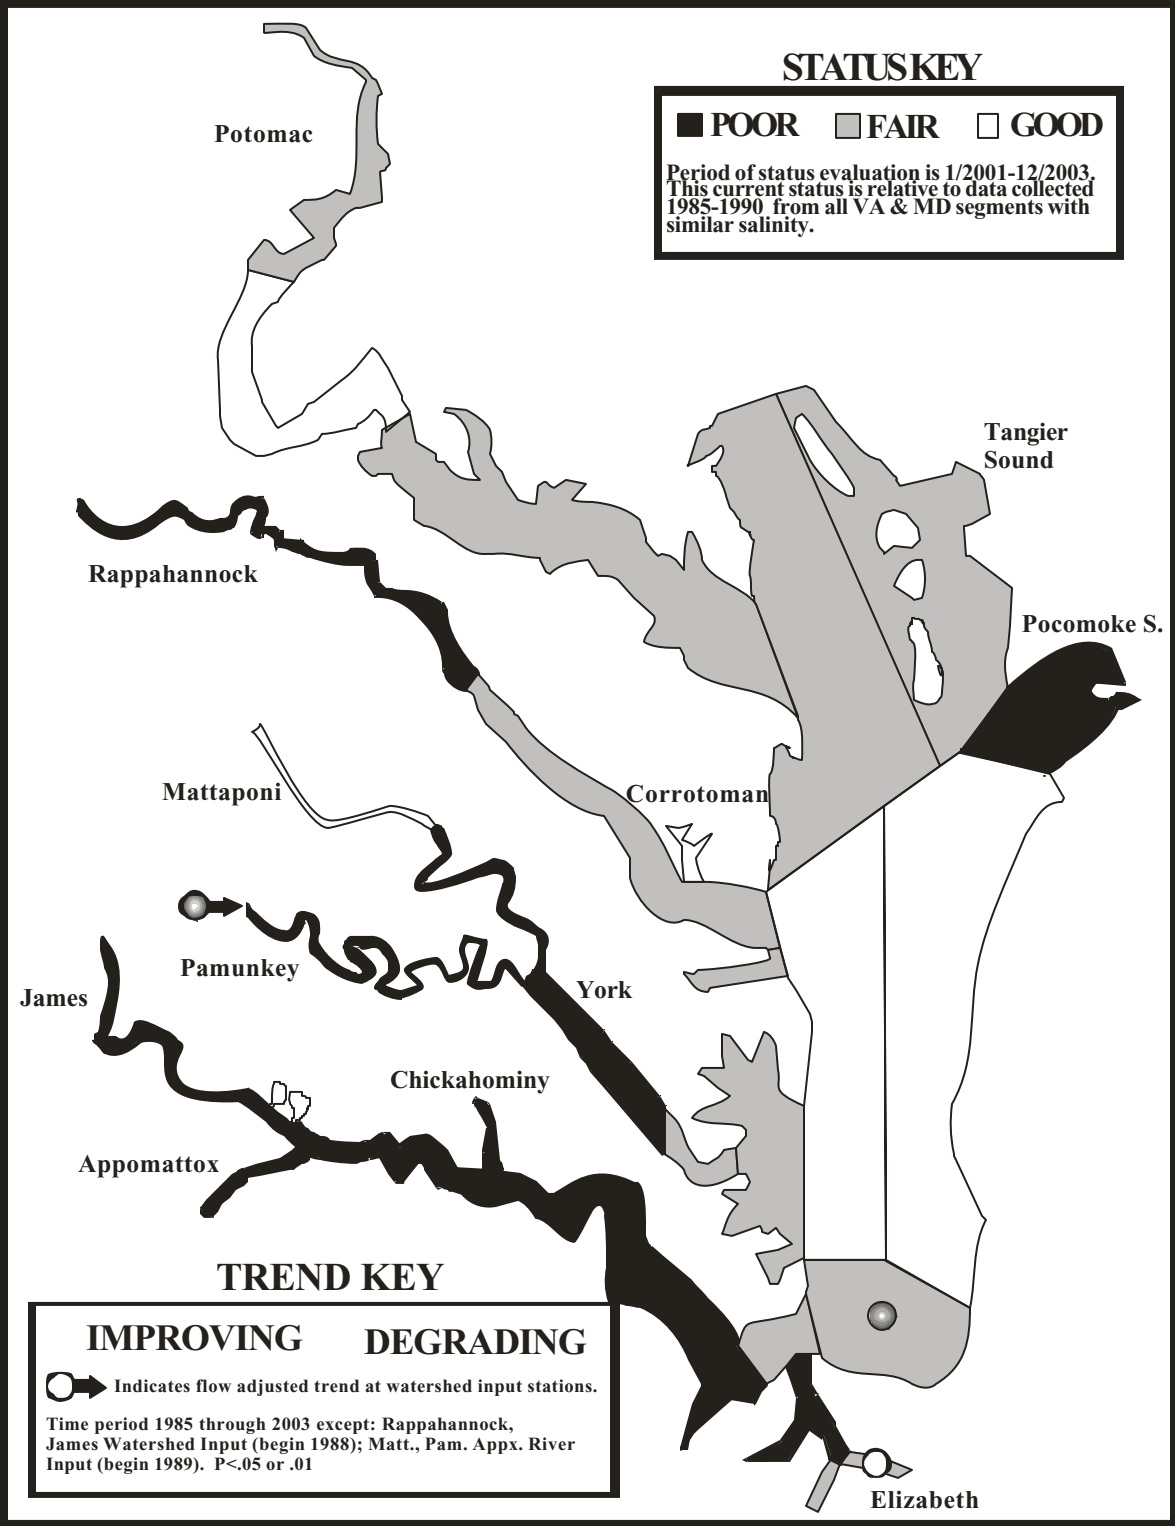 Potomac
STATUS KEY
POOR FAIR GOOD
Period of status evaluation is 1/2001-12/2003.
This current status is relative to data collected
1985-1990 from all VA & MD segments with
similar salinity.
Tangier
Sound
Rappahannock
Pocomoke S.
Mattaponi
Corrotoman
Pamunkey
York
James
Chickahominy
Appomattox
TREND KEY
IMPROVING DEGRADING
Indicates flow adjusted trend at watershed input stations.
Time period 1985 through 2003 except: Rappahannock,
James Watershed Input (begin 1988); Matt., Pam. Appx. River
Input (begin 1989). P<.05 or .01
Elizabeth